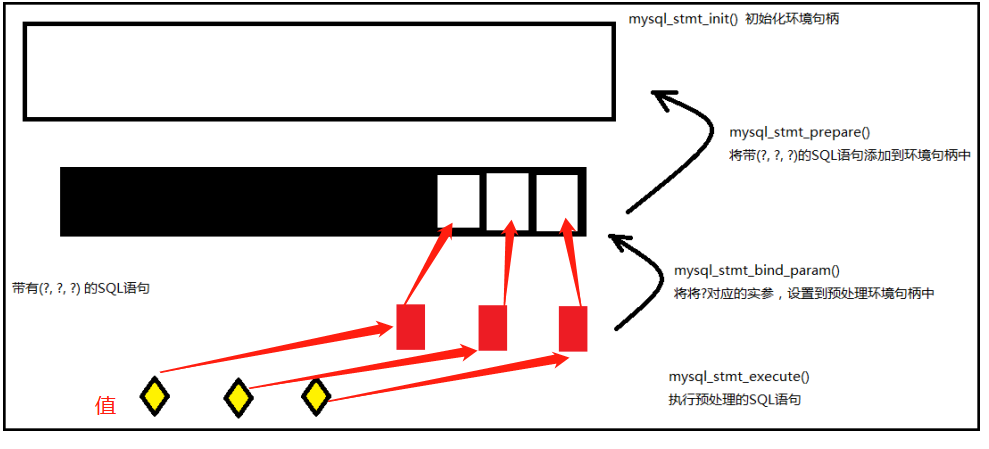 mysql_stmt_init() 初始化环境句柄
mysql_stmt_prepare()
将带(?, ?, ?)的SQL语句添加到环境句柄中
mysql_stmt_bind_param()
将将?对应的实参，设置到预处理环境句柄中
带有(?, ?, ?) 的SQL语句
mysql_stmt_execute()
执行预处理的SQL语句
值